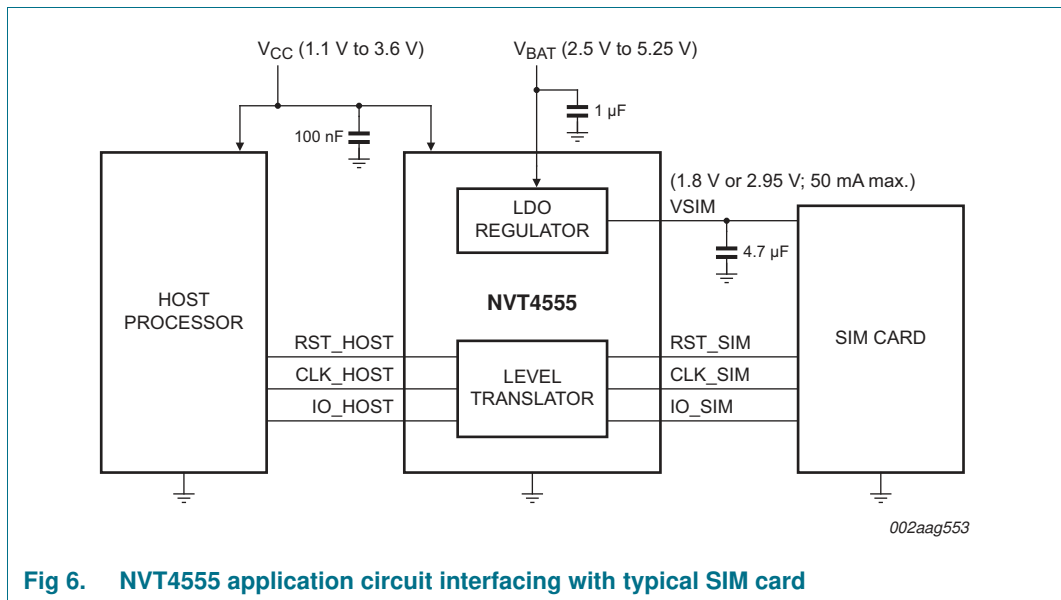 VCC (1.1 V to 3.6 V)
VBAT (2.5 V to 5.25 V)
1 μF
100 nF
(1.8 V or 2.95 V; 50 mA max.)
LDO
REGULATOR
VSIM
4.7 μF
HOST
PROCESSOR
NVT4555
SIM CARD
RST_HOST
RST_SIM
CLK_HOST
LEVEL
TRANSLATOR
CLK_SIM
IO_HOST
IO_SIM
002aag553
Fig 6. NVT4555 application circuit interfacing with typical SIM card